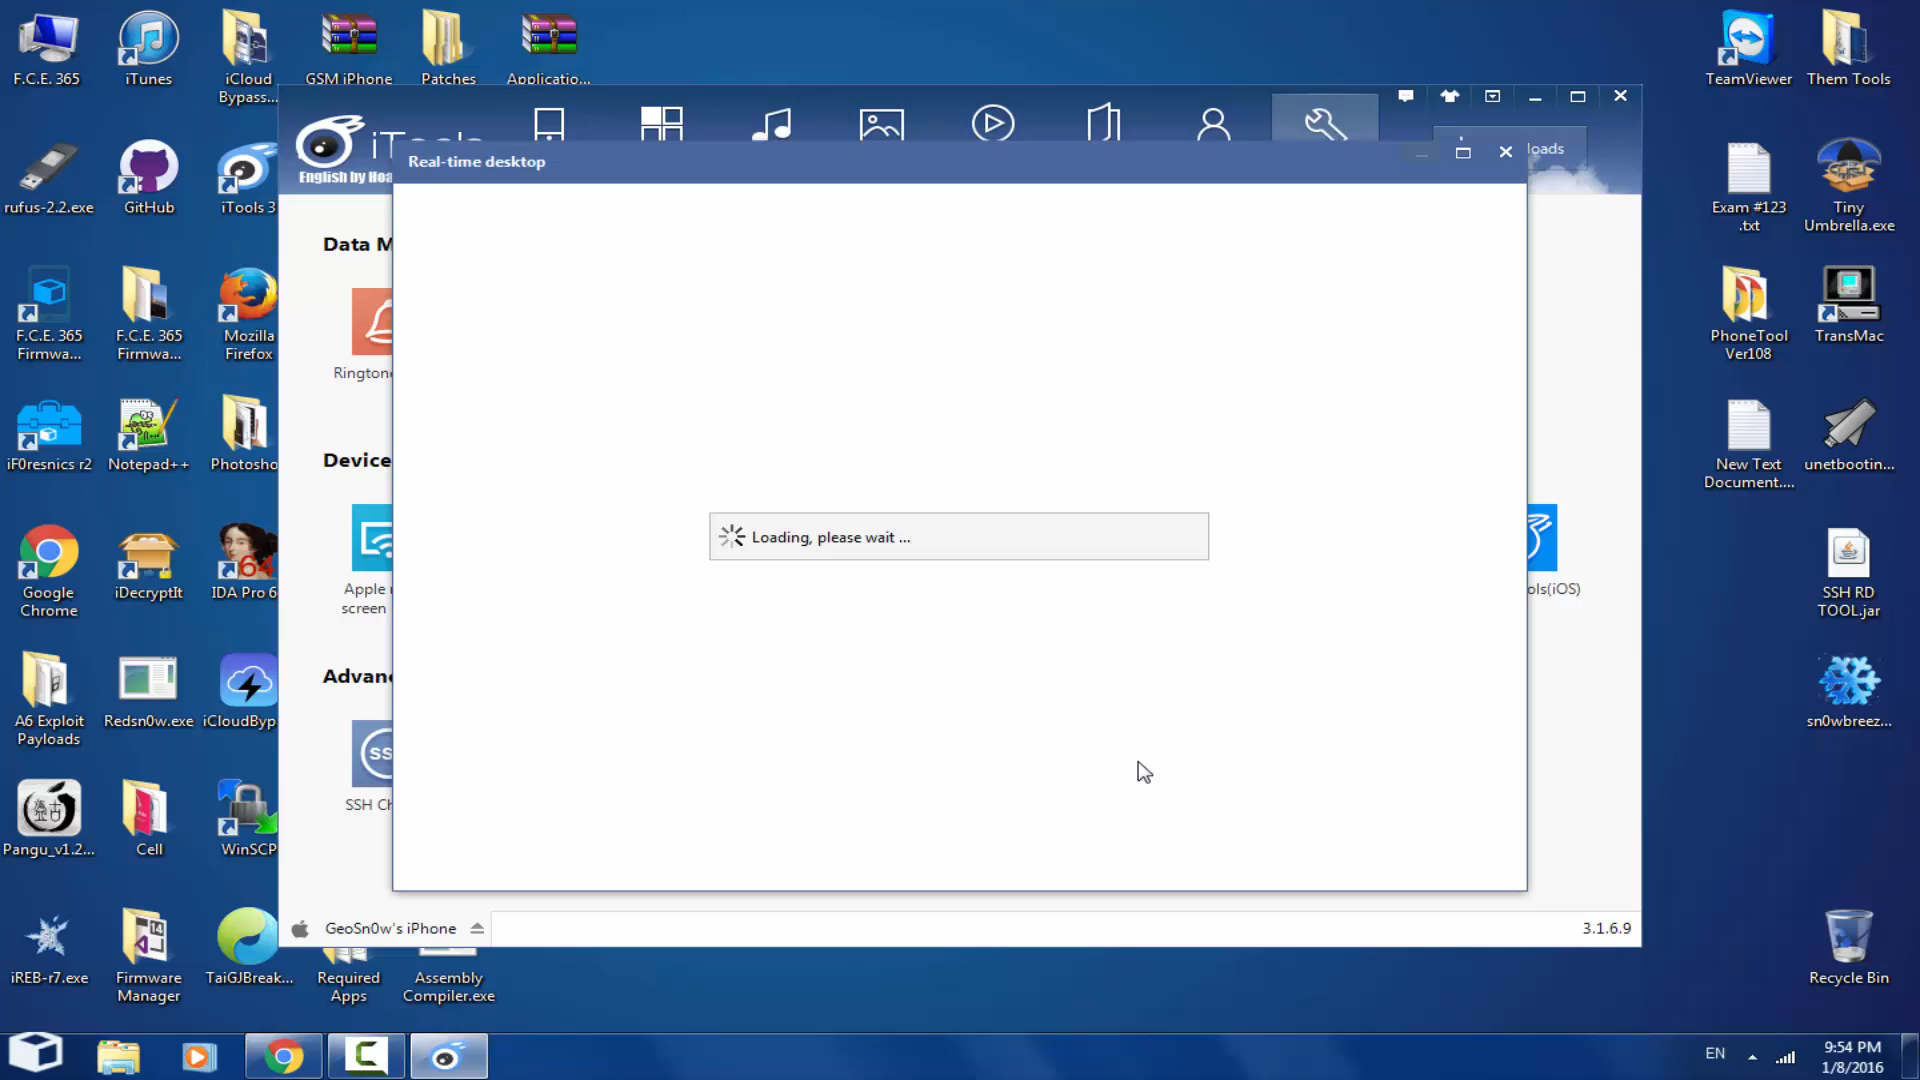 F.C.E. 365
iTunes
iCloud
Bypass...
GSM iPhone
Patches
Applicatio...
TeamViewer
Them Tools
English by Hoa
Real-time desktop
loads
rufus-2.2.exe
GitHub
iTools 3
Exam #123
.txt
Tiny
Umbrella.exe
Data M
Ringtone
F.C.E. 365
Firmwa...
F.C.E. 365
Firmwa...
Mozilla
Firefox
PhoneTool
Ver108
TransMac
iF0resnics r2
Notepad++
Photosho
Device
New Text
Document....
unetbootin...
Loading, please wait ...
Google
Chrome
iDecryptIt
64
IDA Pro 6
Apple
screen
ols(iOS)
SSH RD
TOOL.jar
Advanc
A6 Exploit
Payloads
Redsn0w.exe
iCloudByp
sn0wbreez...
SSH Ch
Pangu_v1.2...
Cell
WinSCP
GeoSn0w's iPhone
3.1.6.9
14
iREB-r7.exe
Firmware
Manager
TaiGJBreak...
Required
Apps
Assembly
Compiler.exe
Recycle Bin
EN
9:54 PM
1/8/2016